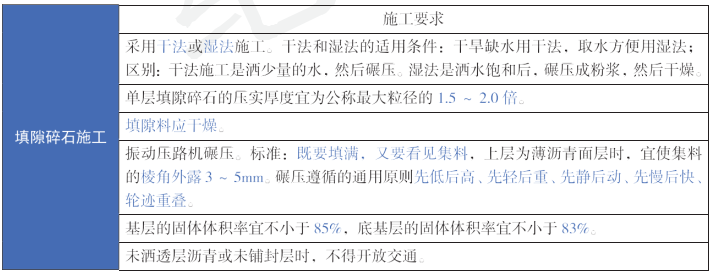 施工要求
填隙碎石施工
采用干法或湿法施工。干法和湿法的适用条件：干旱缺水用干法，取水方便用湿法；
区别：干法施工是洒少量的水，然后碾压。湿法是洒水饱和后，碾压成粉浆，然后干燥。
单层填隙碎石的压实厚度宜为公称最大粒径的 1.5 ~ 2.0 倍。
填隙料应干燥。
振动压路机碾压。标准：既要填满，又要看见集料，上层为薄沥青面层时，宜使集料
的棱角外露 3 ~ 5mm。碾压遵循的通用原则先低后高、先轻后重、先静后动、先慢后快、
轮迹重叠。
基层的固体体积率宜不小于 85%，底基层的固体体积率宜不小于 83%。
未洒透层沥青或未铺封层时，不得开放交通。